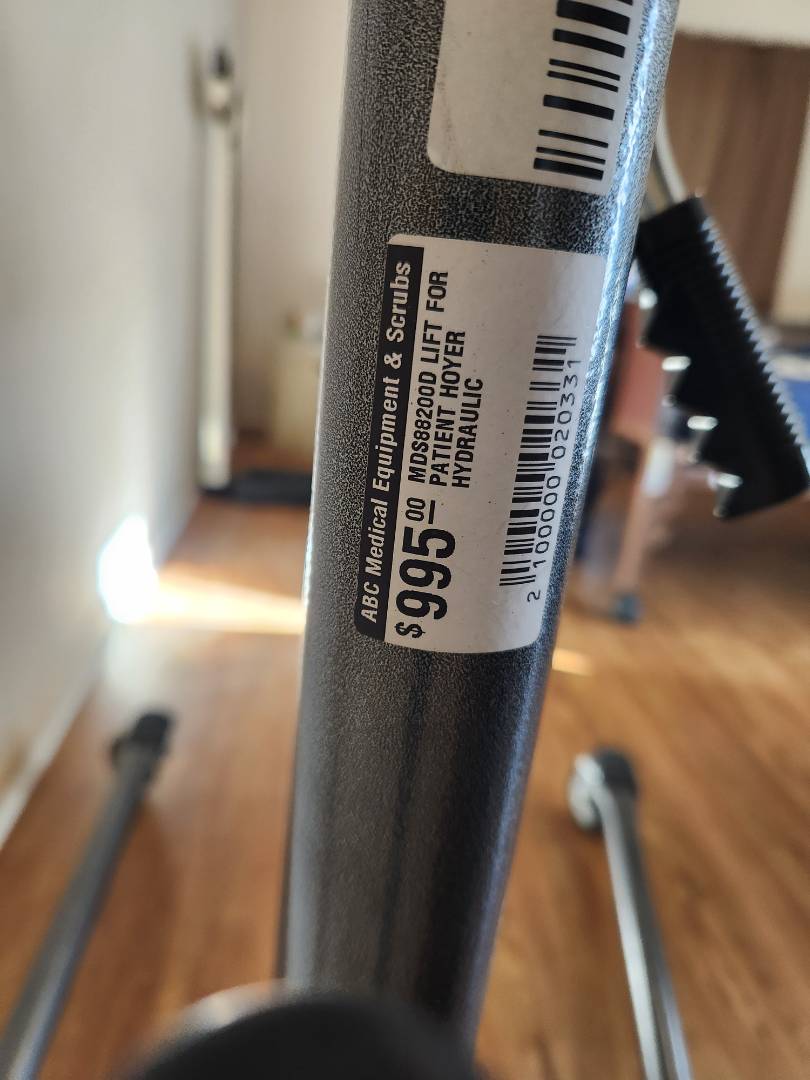 ABC Medical Equipment & Scrubs
$995.00 MDS88200D LIFT FOR
PATIENT HOYER
HYDRAULIC
2 100000 020331